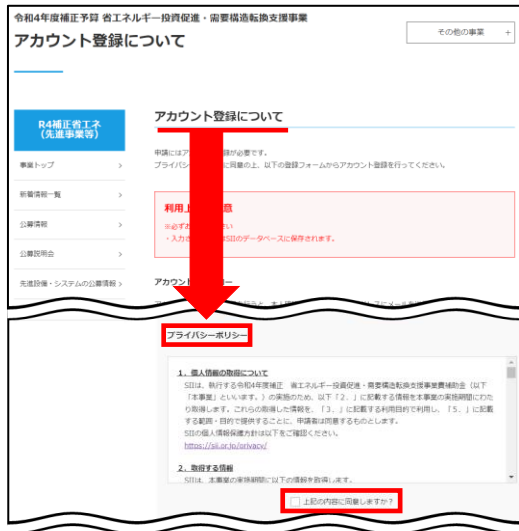 令和4年度補正予算 省エネルギー投資促進・需要構造転換支援事業
アカウント登録について
その他の事業 +
R4補正省エネ
(先進事業等)
事業トップ >
新着情報一覧 >
公募情報 >
公募説明会 >
先進設備・システムの公募情報 >
アカウント登録について
申請にはア 録が必要です。
プライバシ に同意の上、以下の登録フォームからアカウント登録を行ってください。
利用上 意
※必ずお さい
・入力さ SIIのデータベースに保存されます。
アカウント シー
プライバシーポリシー
1. 個人情報の取得について
SIIは、執行する令和4年度補正 省エネルギー投資促進・需要構造転換支援事業費補助金（以下
「本事業」といいます。）の実施のため、以下「2．」に記載する情報を本事業の実施期間にわた
り取得します。これらの取得した情報を、「3．」に記載する利用目的で利用し、「5．」に記載
する範囲・目的で提供することに、申請者は同意するものとします。
SIIの個人情報保護方針は以下をご確認ください。
https://sii.or.jp/privacy/
2. 取得する情報
SIIは、本事業の実施期間に以下の情報を取得します。
上記の内容に同意しますか？